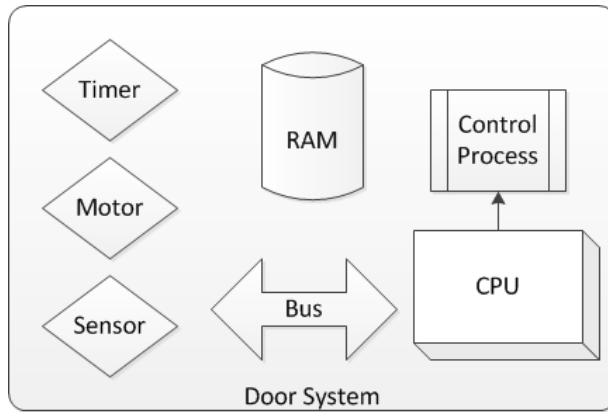 Timer
RAM
Control
Process
Motor
Sensor
Bus
CPU
Door System